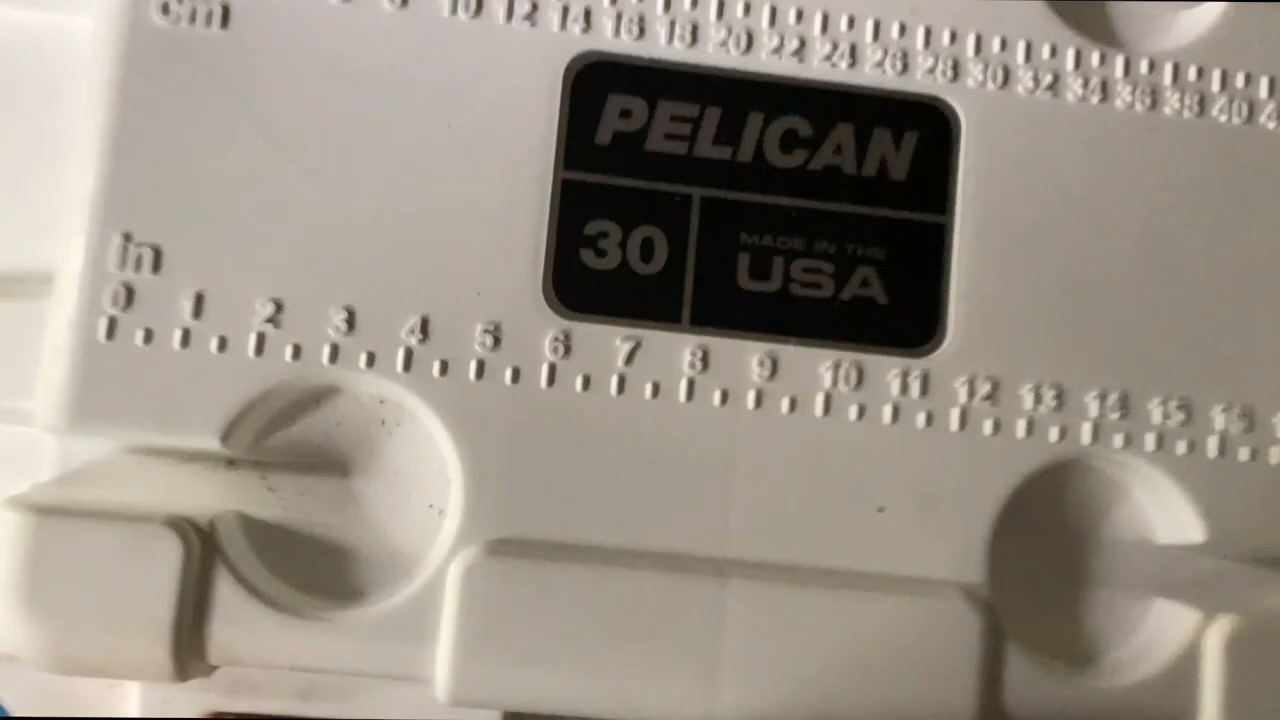 cm
10 12 14 16 18 20 22 24 26 28 30 32 34 36 38 40
PELICAN
30
MADE IN THE
USA
in
0 1 2 3 4 5 6 7 8 9 10 11 12 13 14 15 16